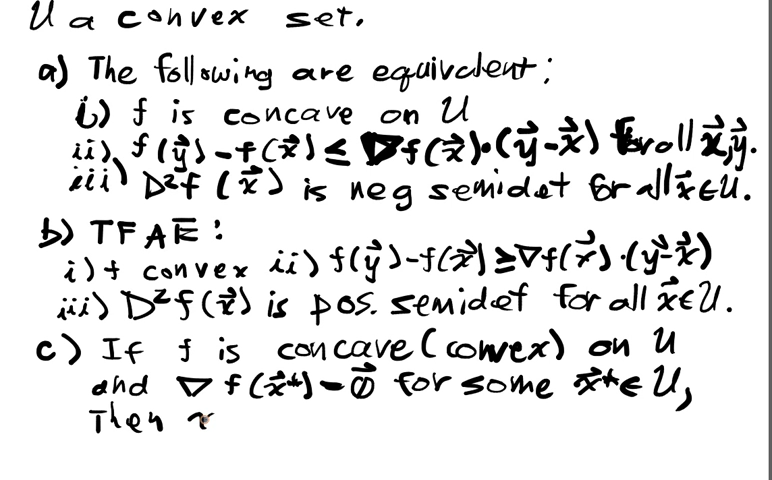 U a convex set.
a) The following are equivalent:
i) f is concave on U
ii) f(y⃗)-f(x⃗)≤ ∇f(x⃗)·(y⃗-x⃗) for all x⃗,y⃗.
iii) D²f(x⃗) is neg semidef for all x⃗∈U.
b) TFAE:
i) f convex ii) f(y⃗)-f(x⃗)≥∇f(x⃗)·(y⃗-x⃗)
iii) D²f(x⃗) is pos. semidef for all x⃗∈U.
c) If f is concave(convex) on U
and ∇f(x⃗*)=0⃗ for some x⃗*∈U,
Then